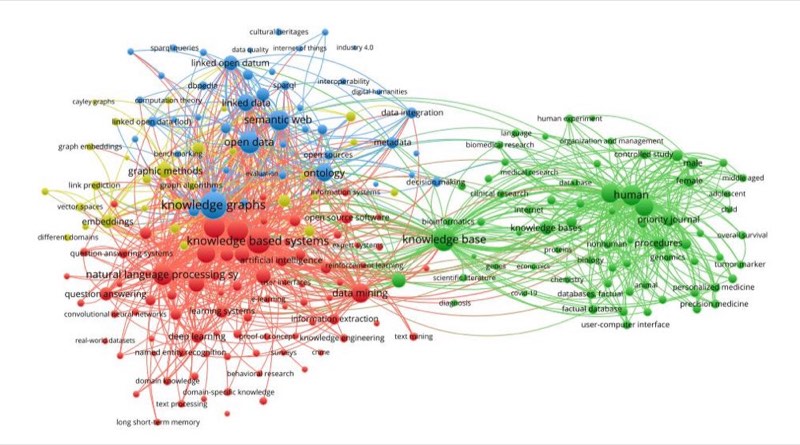 cultural heritages
sparql queries
data quality
internet of things
industry 4.0
linked open datum
dbpedia
sparql
interoperability
digital humanities
cayley graphs
computation theory
linked data
data integration
linked open data (lod)
semantic web
human experiment
language
graph embeddings
open data
metadata
biomedical research
organization and management
benchmarking
open sources
controlled study
male
graphic methods
evaluation
ontology
medical research
link prediction
graph algorithms
decision making
data base
female
middle aged
information systems
clinical research
human
adolescent
vector spaces
knowledge graphs
internet
child
embeddings
open source software
bioinformatics
knowledge bases
priority journal
different domains
knowledge based systems
expert systems
knowledge base
nonhuman
procedures
overall survival
question answering systems
artificial intelligence
proteins
biology
genomics
reinforcement learning
economics
tumor marker
natural language processing sy
user interfaces
scientific literature
chemistry
animal
personalized medicine
question answering
e-learning
data mining
covid-19
databases, factual
diagnosis
precision medicine
convolutional neural networks
learning systems
information extraction
factual database
user-computer interface
real-world datasets
deep learning
proof of concept
knowledge engineering
text mining
named entity recognition
surveys
behavioral research
domain knowledge
domain-specific knowledge
text processing
long short-term memory